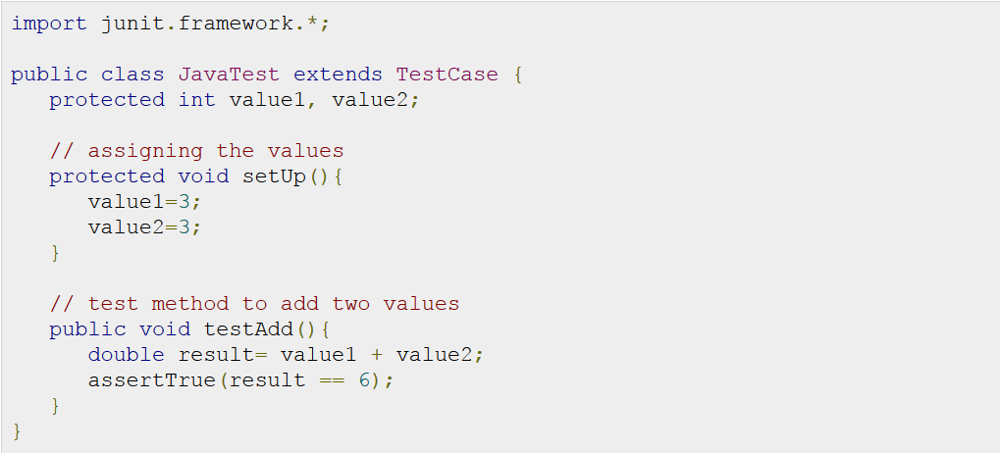 import junit.framework.*;

public class JavaTest extends TestCase {
   protected int value1, value2;

   // assigning the values
   protected void setUp(){
      value1=3;
      value2=3;
   }

   // test method to add two values
   public void testAdd(){
      double result= value1 + value2;
      assertTrue(result == 6);
   }
}